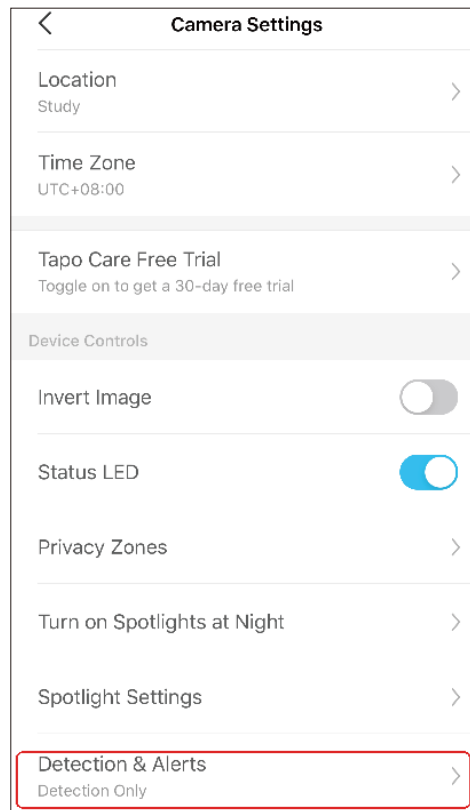 Camera Settings
Location
Study
Time Zone
UTC+08:00
Tapo Care Free Trial
Toggle on to get a 30-day free trial
Device Controls
Invert Image
Status LED
Privacy Zones
Turn on Spotlights at Night
Spotlight Settings
Detection & Alerts
Detection Only